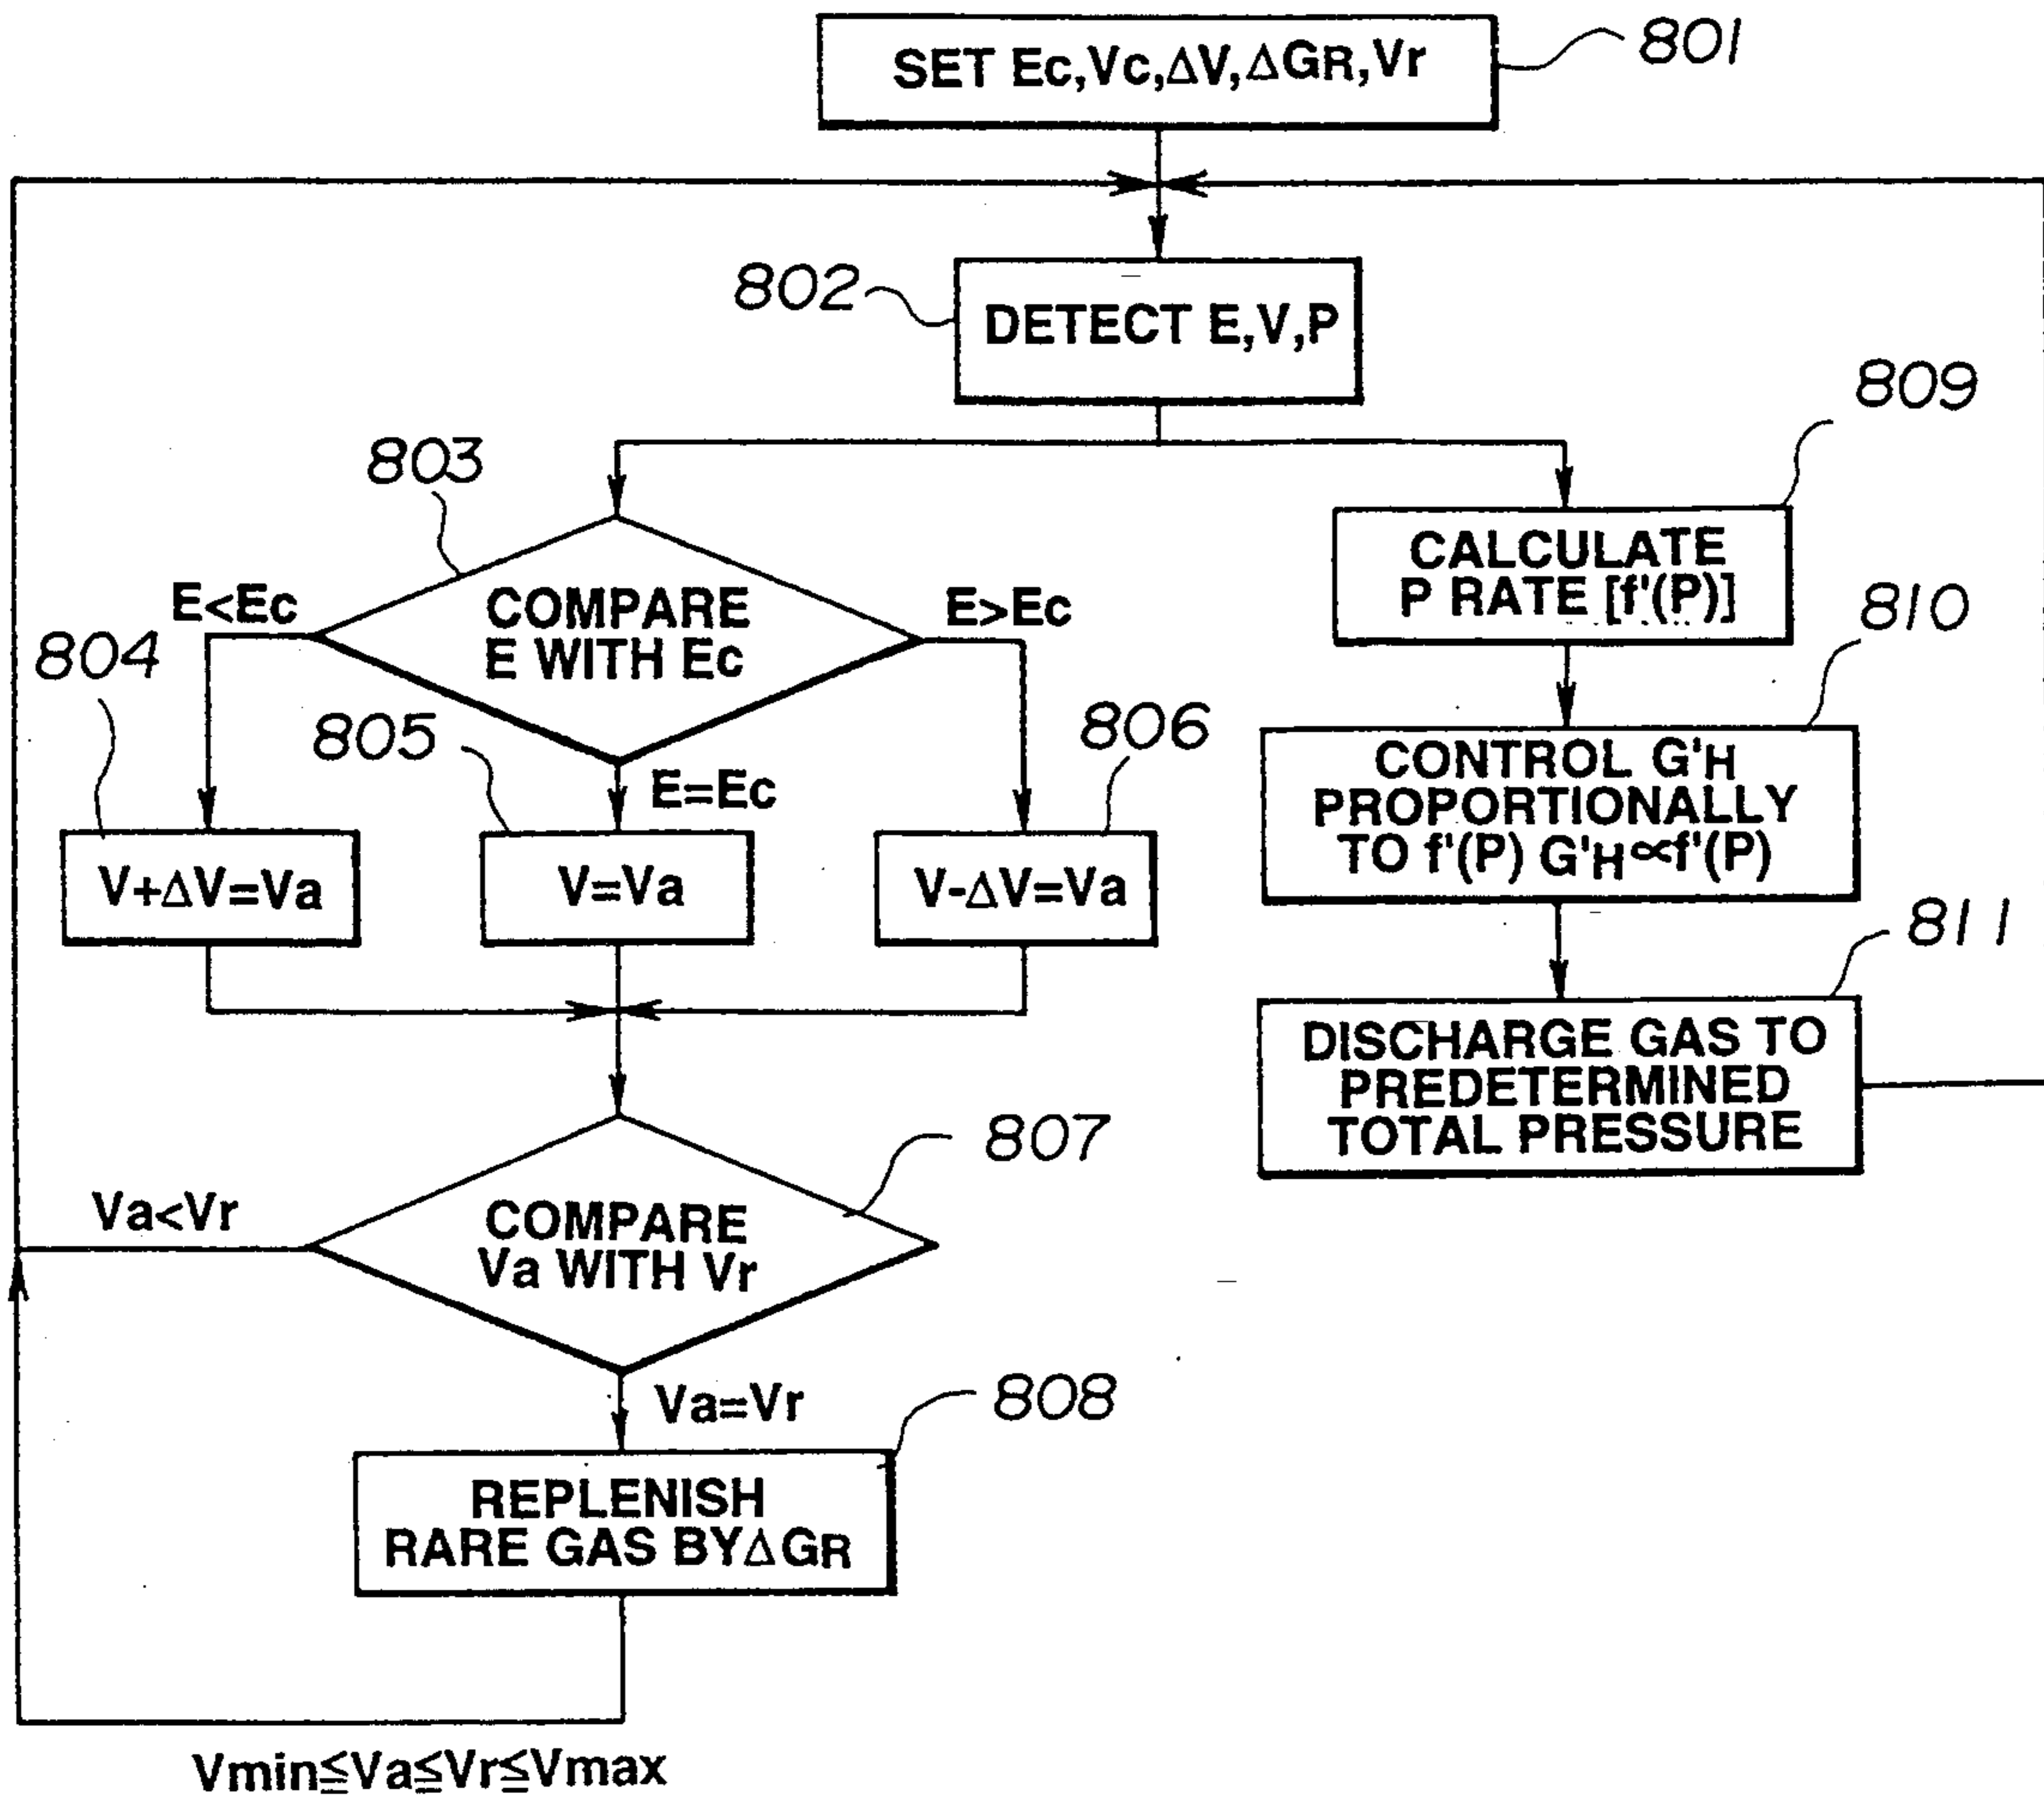 SET Ec,Vc,ΔV,ΔGR,Vr
801
802
DETECT E,V,P
809
803
CALCULATE
P RATE [f'(P)]
E<Ec
COMPARE
E WITH Ec
E>Ec
810
804
805
806
E=Ec
CONTROL G'H
PROPORTIONALLY
TO f'(P) G'H∝f'(P)
V+ΔV=Va
V=Va
V-ΔV=Va
811
DISCHARGE GAS TO
PREDETERMINED
TOTAL PRESSURE
807
Va<Vr
COMPARE
Va WITH Vr
Va=Vr
808
REPLENISH
RARE GAS BYΔGR
Vmin≦Va≦Vr≦Vmax